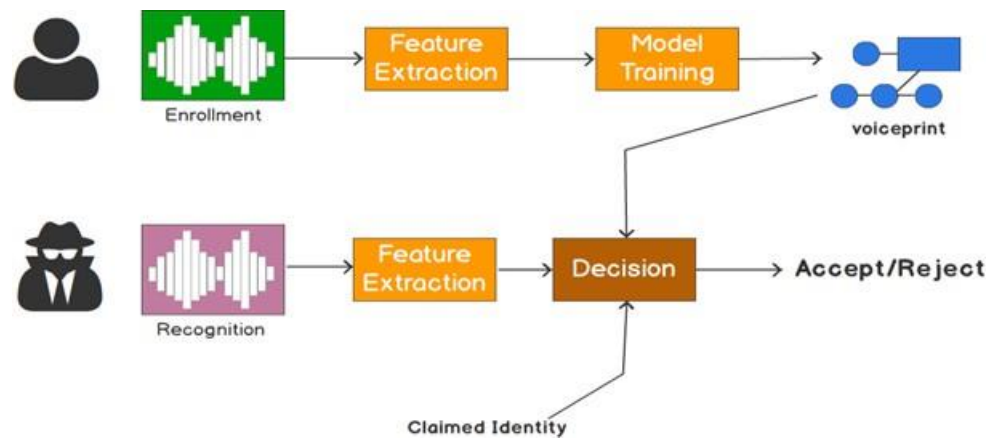 Feature
Extraction
Model
Training
Enrollment
voiceprint
Feature
Extraction
Decision
Accept/Reject
Recognition
Claimed Identity